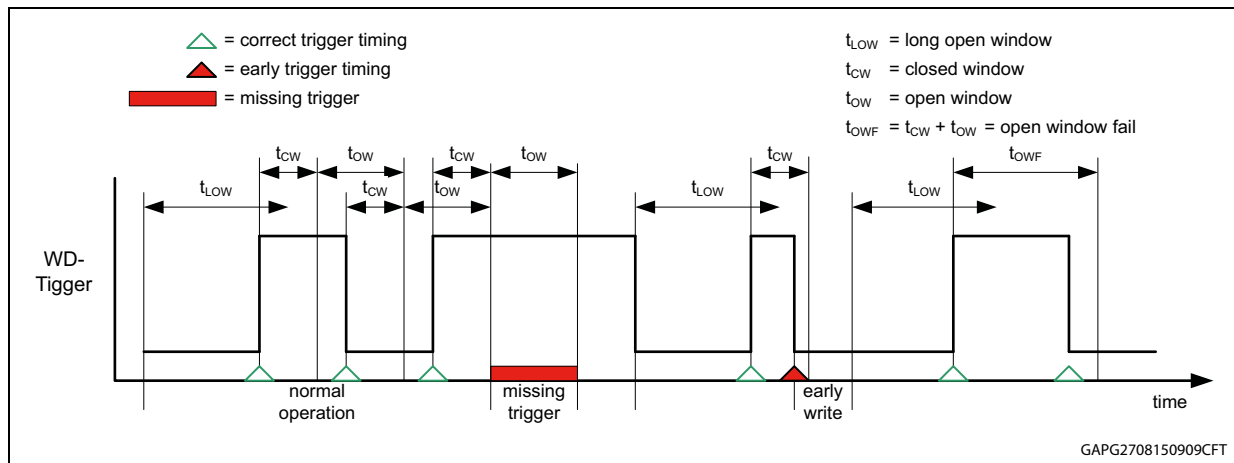 = correct trigger timing
= early trigger timing
= missing trigger
tLOW = long open window
tCW = closed window
tOW = open window
tOWF = tCW + tOW = open window fail
tCW tOW tCW tOW tCW tOWF
tLOW tCW tOW tLOW tLOW
WD-
Tigger
normal
operation
missing
trigger
early
write
time
GAPG2708150909CFT